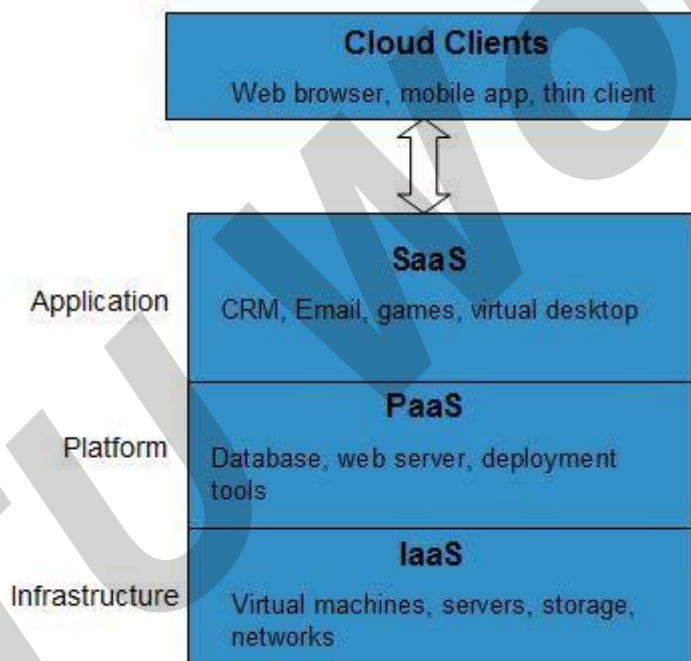 Cloud Clients
Web browser, mobile app, thin client
SaaS
Application
CRM, Email, games, virtual desktop
PaaS
Platform
Database, web server, deployment
tools
IaaS
Infrastructure
Virtual machines, servers, storage,
networks